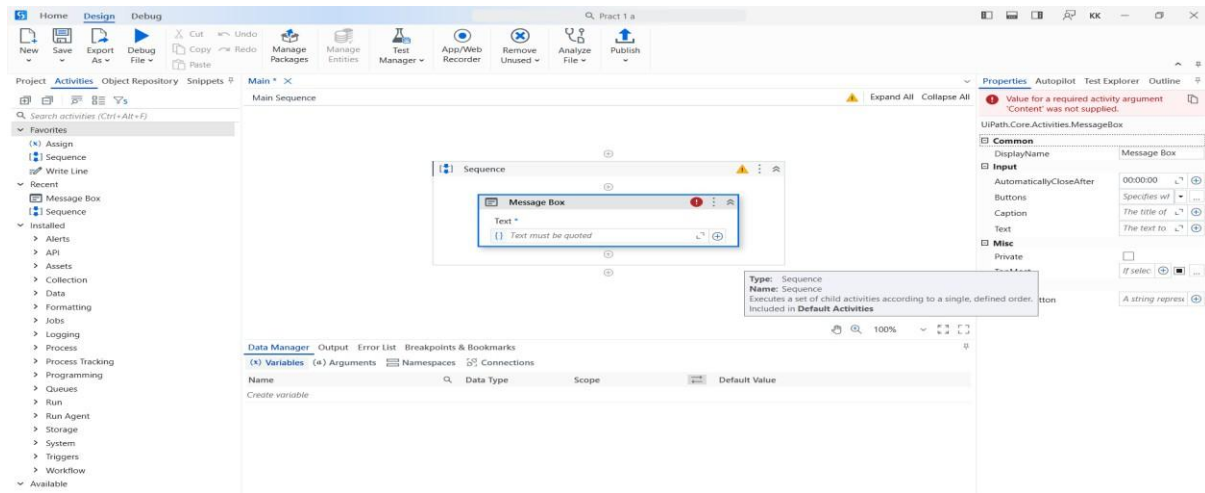 Home Design Debug
Pract 1 a
KK
New Save Export As Debug File
Cut Undo
Copy Redo
Paste
Manage Packages
Manage Entities
Test Manager
App/Web Recorder
Remove Unused
Analyze File
Publish
Project Activities Object Repository Snippets
Search activities (Ctrl+Alt+F)
Favorites
Assign
Sequence
Write Line
Recent
Message Box
Sequence
Installed
Alerts
API
Assets
Collection
Data
Formatting
Jobs
Logging
Process
Process Tracking
Programming
Queues
Run
Run Agent
Storage
System
Triggers
Workflow
Available
Main *
Main Sequence
Expand All Collapse All
Sequence
Message Box
Text *
{} Text must be quoted
Type: Sequence
Name: Sequence
Executes a set of child activities according to a single, defined order.
Included in Default Activities
100%
Data Manager Output Error List Breakpoints & Bookmarks
(x) Variables Arguments Namespaces Connections
Name Data Type Scope Default Value
Create variable
Properties Autopilot Test Explorer Outline
Value for a required activity argument
'Content' was not supplied.
UiPath.Core.Activities.MessageBox
Common
DisplayName Message Box
Input
AutomaticallyCloseAfter 00:00:00
Buttons Specifies
Caption The title of
Text The text to
Misc
Private
If selec
A string